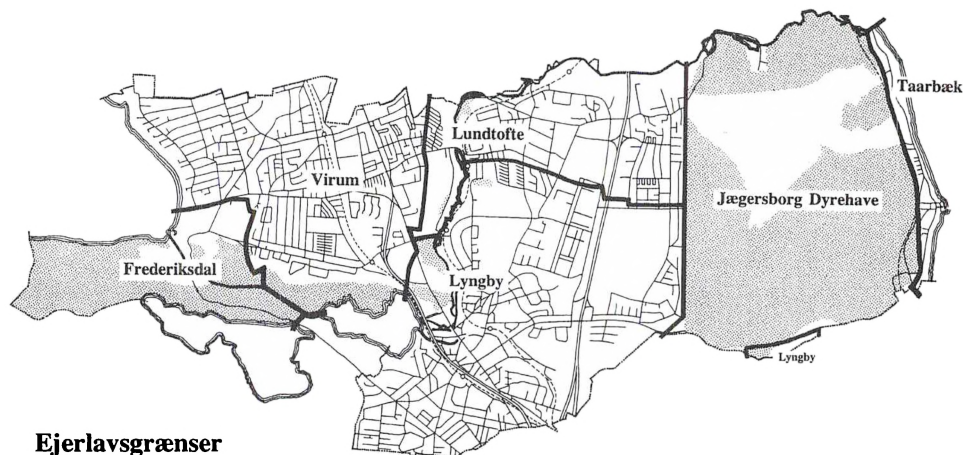 Taarbæk
Lundtofte
Virum
Jægersborg Dyrehave
Frederiksdal
Lyngby
Lyngby
Ejerlavsgrænser